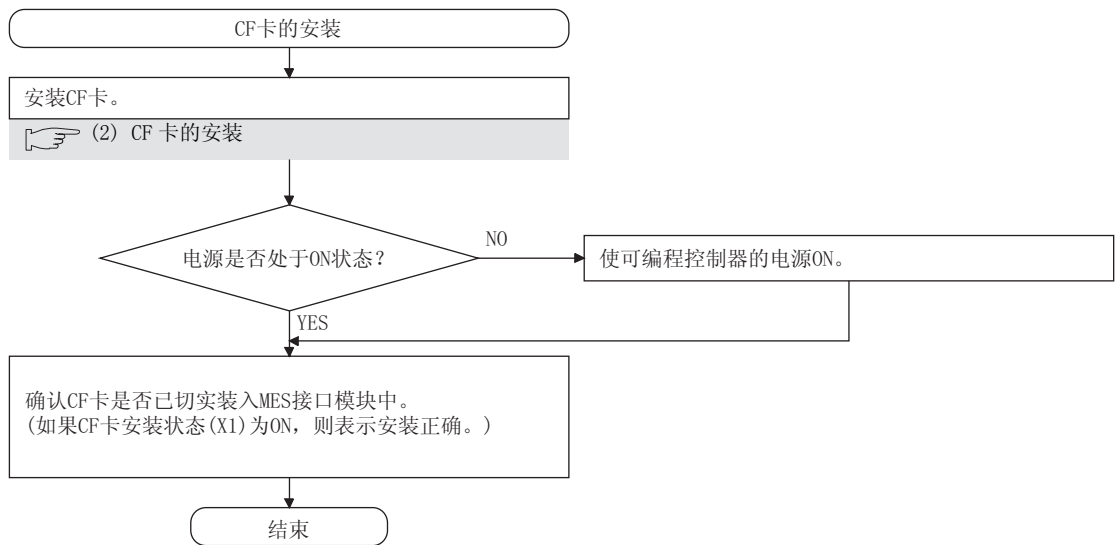 CF卡的安装
安装CF卡。
(2) CF 卡的安装
电源是否处于ON状态?
NO
使可编程控制器的电源ON。
YES
确认CF卡是否已切实装入MES接口模块中。
(如果CF卡安装状态(X1)为ON，则表示安装正确。)
结束